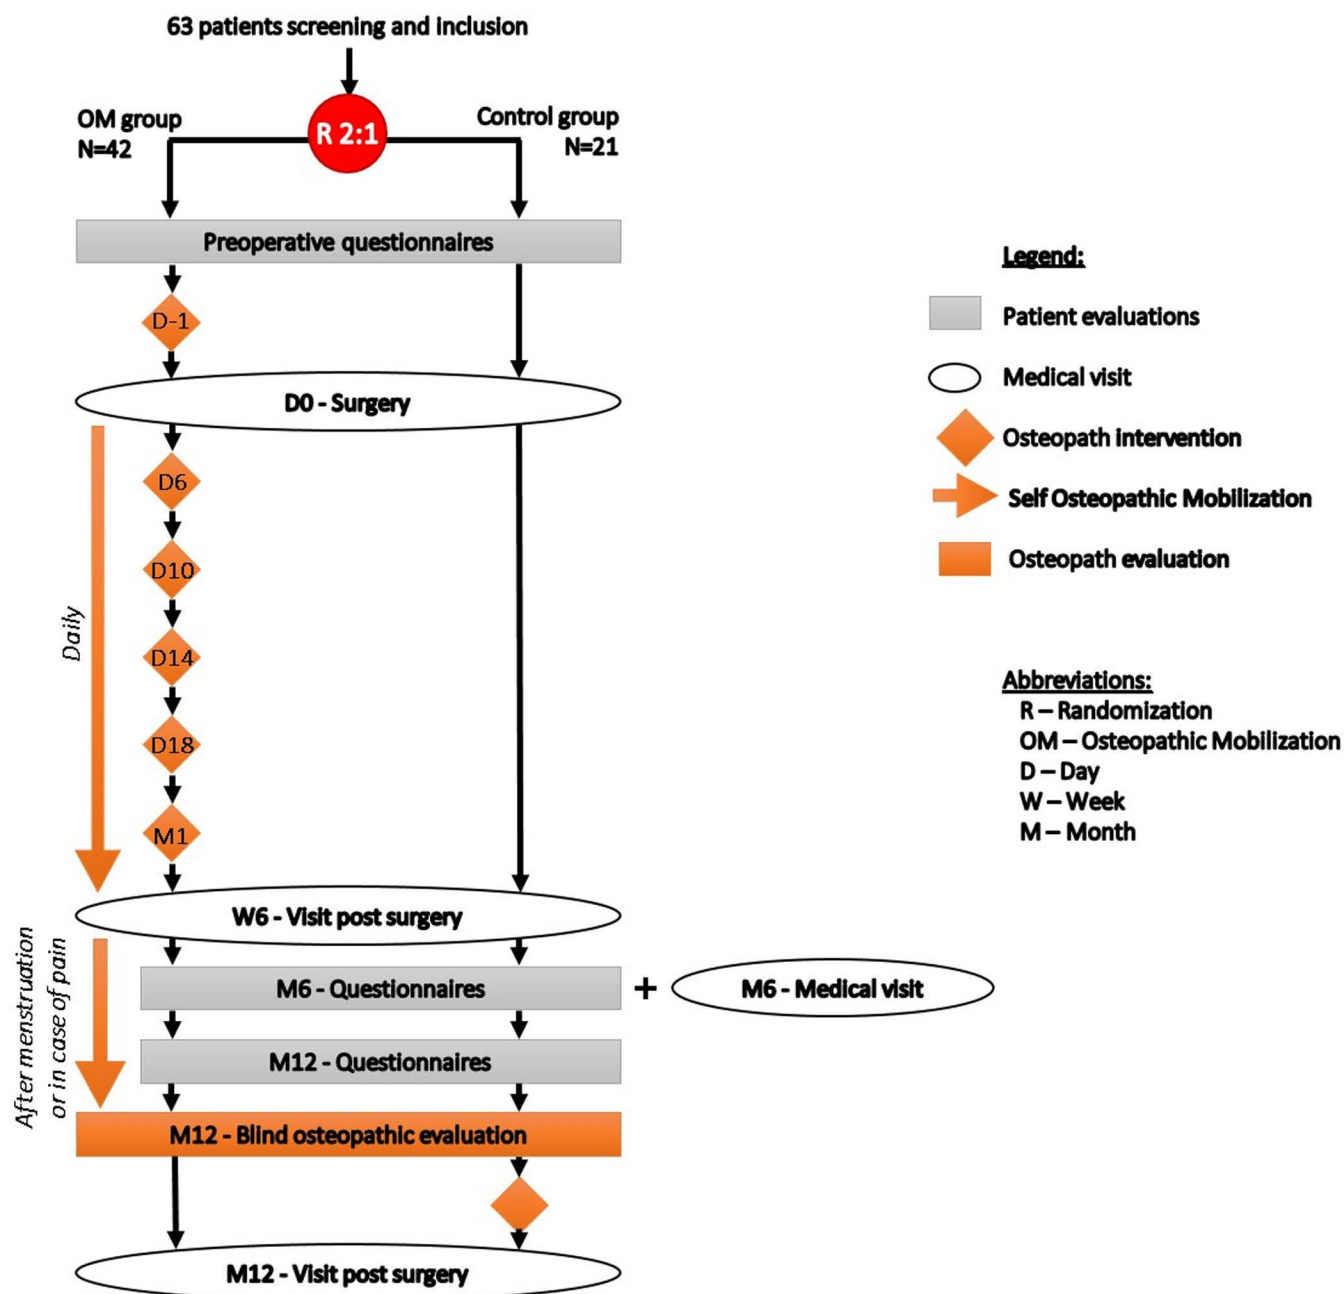 63 patients screening and inclusion
R 2:1
OM group
N=42
Control group
N=21
Preoperative questionnaires
D-1
D0 - Surgery
D6
D10
D14
D18
M1
Daily
W6 - Visit post surgery
After menstruation
or in case of pain
M6 - Questionnaires
+
M6 - Medical visit
M12 - Questionnaires
M12 - Blind osteopathic evaluation
M12 - Visit post surgery
Legend:
Patient evaluations
Medical visit
Osteopath intervention
Self Osteopathic Mobilization
Osteopath evaluation
Abbreviations:
R – Randomization
OM – Osteopathic Mobilization
D – Day
W – Week
M – Month